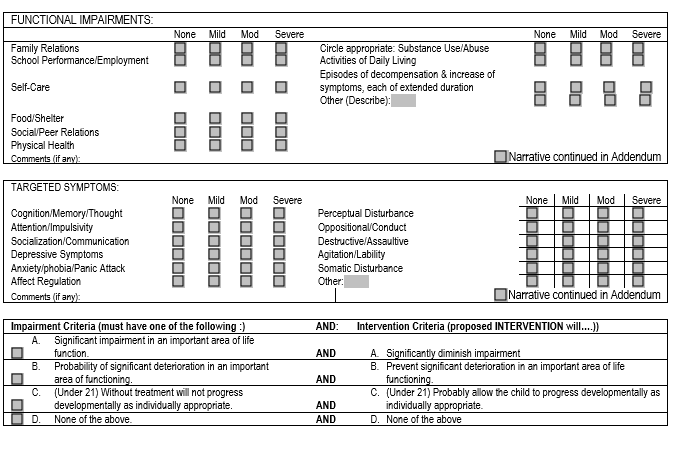 FUNCTIONAL IMPAIRMENTS:
None Mild Mod Severe None Mild Mod Severe
Family Relations Circle appropriate: Substance Use/Abuse
School Performance/Employment Activities of Daily Living
Episodes of decompensation & increase of
Self-Care symptoms, each of extended duration
Other (Describe):
Food/Shelter
Social/Peer Relations
Physical Health
Comments (if any): Narrative continued in Addendum
TARGETED SYMPTOMS:
None Mild Mod Severe None Mild Mod Severe
Cognition/Memory/Thought Perceptual Disturbance
Attention/Impulsivity Oppositional/Conduct
Socialization/Communication Destructive/Assaultive
Depressive Symptoms Agitation/Lability
Anxiety/phobia/Panic Attack Somatic Disturbance
Affect Regulation Other:
Comments (if any): Narrative continued in Addendum
Impairment Criteria (must have one of the following :) AND: Intervention Criteria (proposed INTERVENTION will....))
A. Significant impairment in an important area of life
function. AND A. Significantly diminish impairment
B. Probability of significant deterioration in an important B. Prevent significant deterioration in an important area of life
area of functioning. AND functioning.
C. (Under 21) Without treatment will not progress C. (Under 21) Probably allow the child to progress developmentally as
developmentally as individually appropriate. AND individually appropriate.
D. None of the above. AND D. None of the above